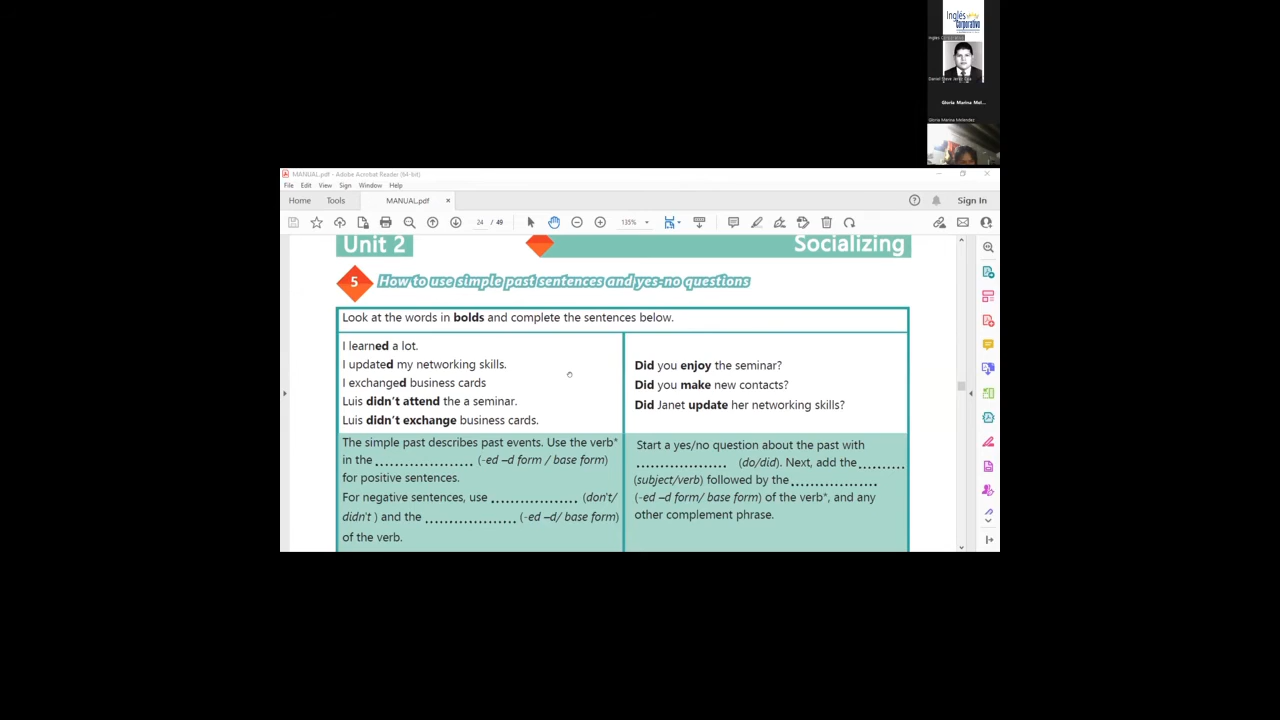 Inglés
Corporativo
Inglés Corporativo
Gloria Marina Mel...
Gloria Marina Melendez
MANUAL.pdf - Adobe Acrobat Reader (64-bit)
File Edit View Sign Window Help
Home Tools MANUAL.pdf × Sign In
24 / 49 135%
Unit 2 Socializing
5 How to use simple past sentences and yes-no questions
Look at the words in bolds and complete the sentences below.
I learned a lot.
I updated my networking skills.
I exchanged business cards
Luis didn't attend the a seminar.
Luis didn't exchange business cards.
Did you enjoy the seminar?
Did you make new contacts?
Did Janet update her networking skills?
The simple past describes past events. Use the verb*
in the .................. (-ed –d form / base form)
for positive sentences.
For negative sentences, use ................ (don't/
didn't ) and the ................. (-ed –d/ base form)
of the verb.
Start a yes/no question about the past with
................. (do/did). Next, add the.........
(subject/verb) followed by the................
(-ed –d form/ base form) of the verb*, and any
other complement phrase.